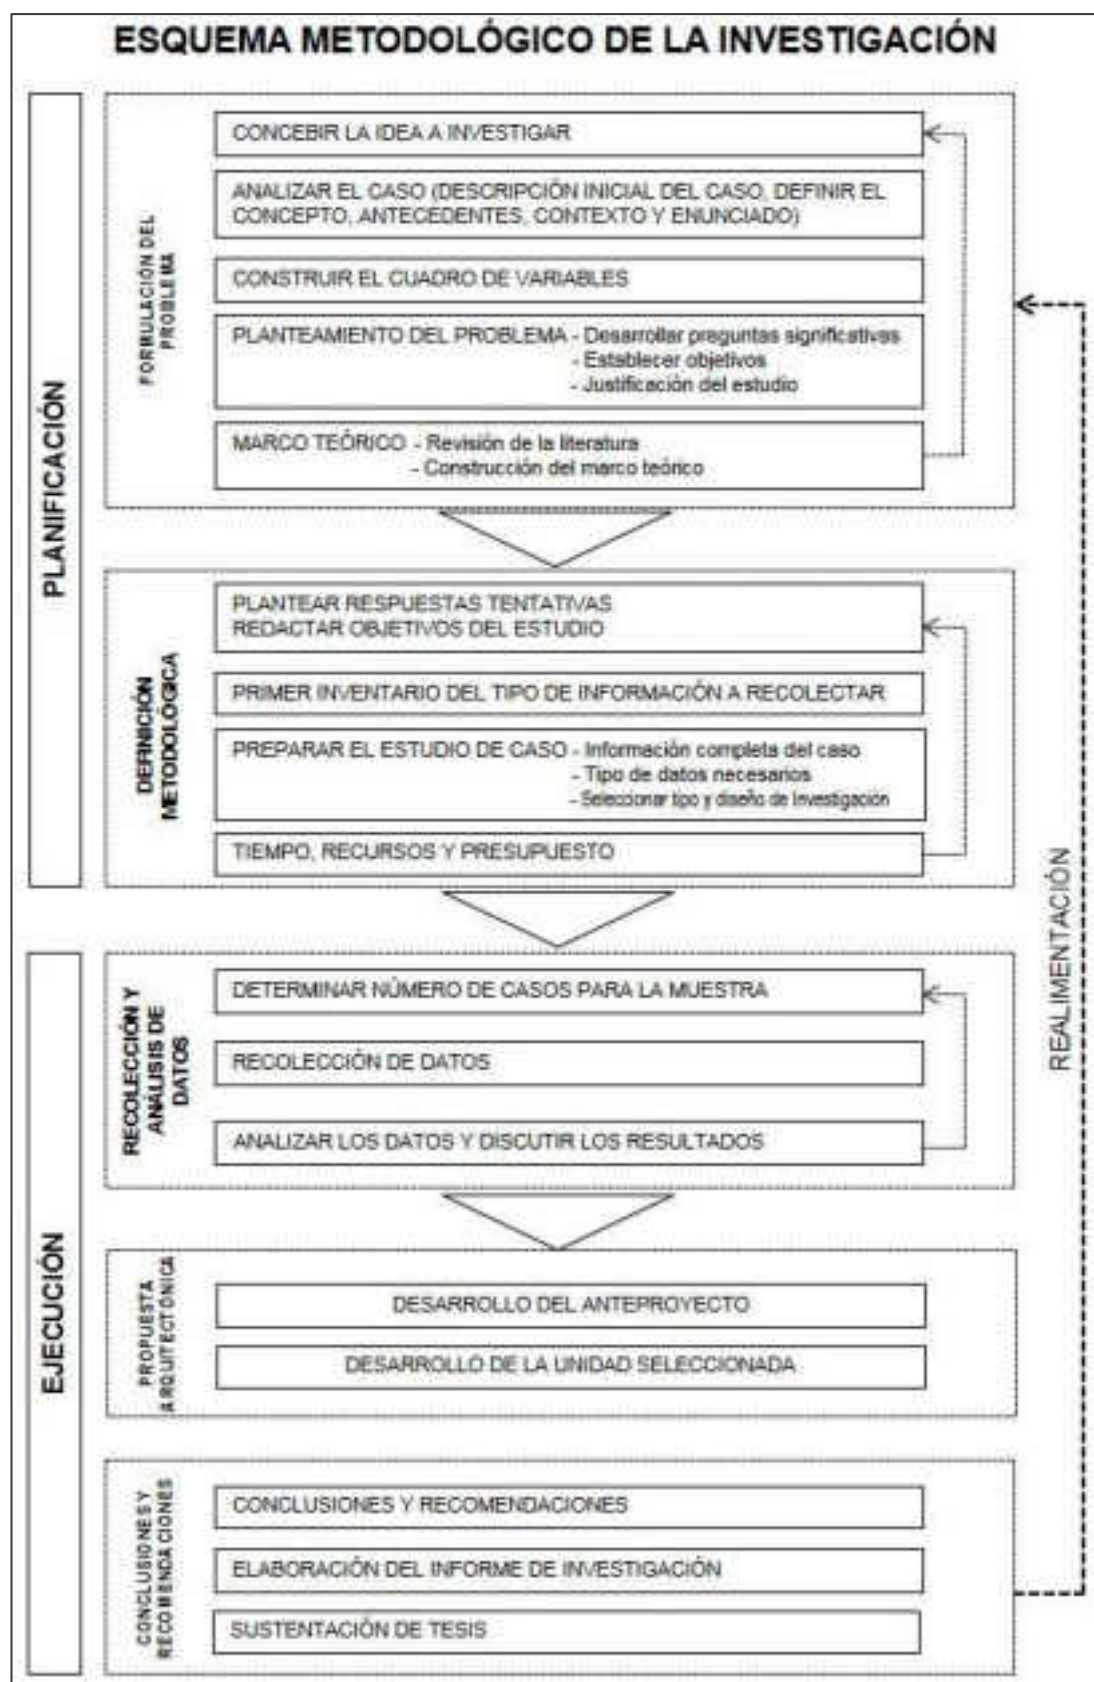 ESQUEMA METODOLÓGICO DE LA INVESTIGACIÓN
PLANIFICACIÓN
FORMULACIÓN DEL
PROBLEMA
CONCEBIR LA IDEA A INVESTIGAR
ANALIZAR EL CASO (DESCRIPCIÓN INICIAL DEL CASO, DEFINIR EL
CONCEPTO, ANTECEDENTES, CONTEXTO Y ENUNCIADO)
CONSTRUIR EL CUADRO DE VARIABLES
PLANTEAMIENTO DEL PROBLEMA - Desarrollar preguntas significativas
- Establecer objetivos
- Justificación del estudio
MARCO TEÓRICO - Revisión de la literatura
- Construcción del marco teórico
DEFINICIÓN
METODOLÓGICA
PLANTEAR RESPUESTAS TENTATIVAS
REDACTAR OBJETIVOS DEL ESTUDIO
PRIMER INVENTARIO DEL TIPO DE INFORMACIÓN A RECOLECTAR
PREPARAR EL ESTUDIO DE CASO - Información completa del caso
- Tipo de datos necesarios
- Seleccionar tipo y diseño de Investigación
TIEMPO, RECURSOS Y PRESUPUESTO
EJECUCIÓN
RECOLECCIÓN Y
ANÁLISIS DE
DATOS
DETERMINAR NÚMERO DE CASOS PARA LA MUESTRA
RECOLECCIÓN DE DATOS
ANALIZAR LOS DATOS Y DISCUTIR LOS RESULTADOS
PROPUESTA
ARQUITECTÓNICA
DESARROLLO DEL ANTEPROYECTO
DESARROLLO DE LA UNIDAD SELECCIONADA
CONCLUSIONES Y
RECOMENDACIONES
CONCLUSIONES Y RECOMENDACIONES
ELABORACIÓN DEL INFORME DE INVESTIGACIÓN
SUSTENTACIÓN DE TESIS
REALIMENTACIÓN